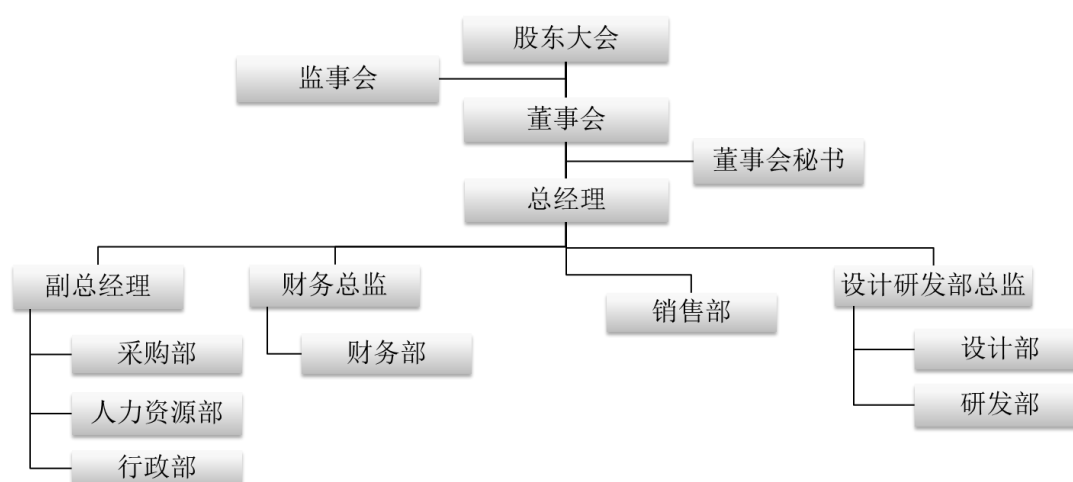 股东大会
监事会
董事会
董事会秘书
总经理
副总经理
财务总监
销售部
设计研发部总监
采购部
财务部
设计部
人力资源部
研发部
行政部